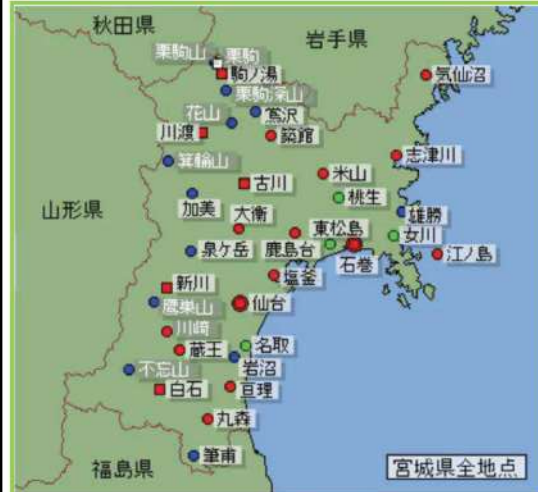 秋田県
岩手県
栗駒山
栗駒
駒ノ湯
気仙沼
栗駒深山
鶯沢
花山
川渡
築館
志津川
箕輪山
米山
古川
桃生
山形県
加美
大衡
雄勝
東松島
女川
泉ケ岳
鹿島台
石巻
江ノ島
新川
塩釜
鷹巣山
仙台
川崎
蔵王
名取
不忘山
岩沼
白石
亘理
丸森
筆甫
福島県
宮城県全地点